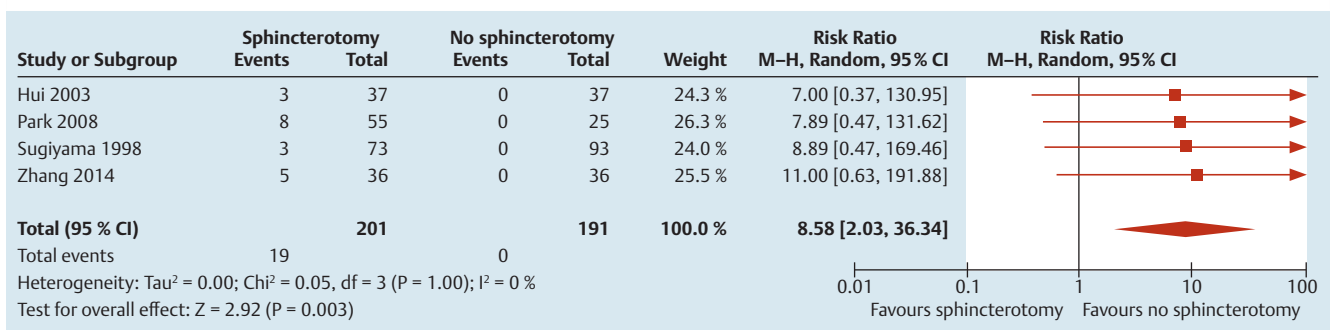 Sphincterotomy No sphincterotomy Risk Ratio Risk Ratio
Study or Subgroup Events Total Events Total Weight M–H, Random, 95% CI M–H, Random, 95% CI
Hui 2003 3 37 0 37 24.3 % 7.00 [0.37, 130.95]
Park 2008 8 55 0 25 26.3 % 7.89 [0.47, 131.62]
Sugiyama 1998 3 73 0 93 24.0 % 8.89 [0.47, 169.46]
Zhang 2014 5 36 0 36 25.5 % 11.00 [0.63, 191.88]
Total (95 % CI) 201 191 100.0 % 8.58 [2.03, 36.34]
Total events 19 0
Heterogeneity: Tau² = 0.00; Chi² = 0.05, df = 3 (P = 1.00); I² = 0 %
Test for overall effect: Z = 2.92 (P = 0.003)
0.01 0.1 1 10 100
Favours sphincterotomy Favours no sphincterotomy